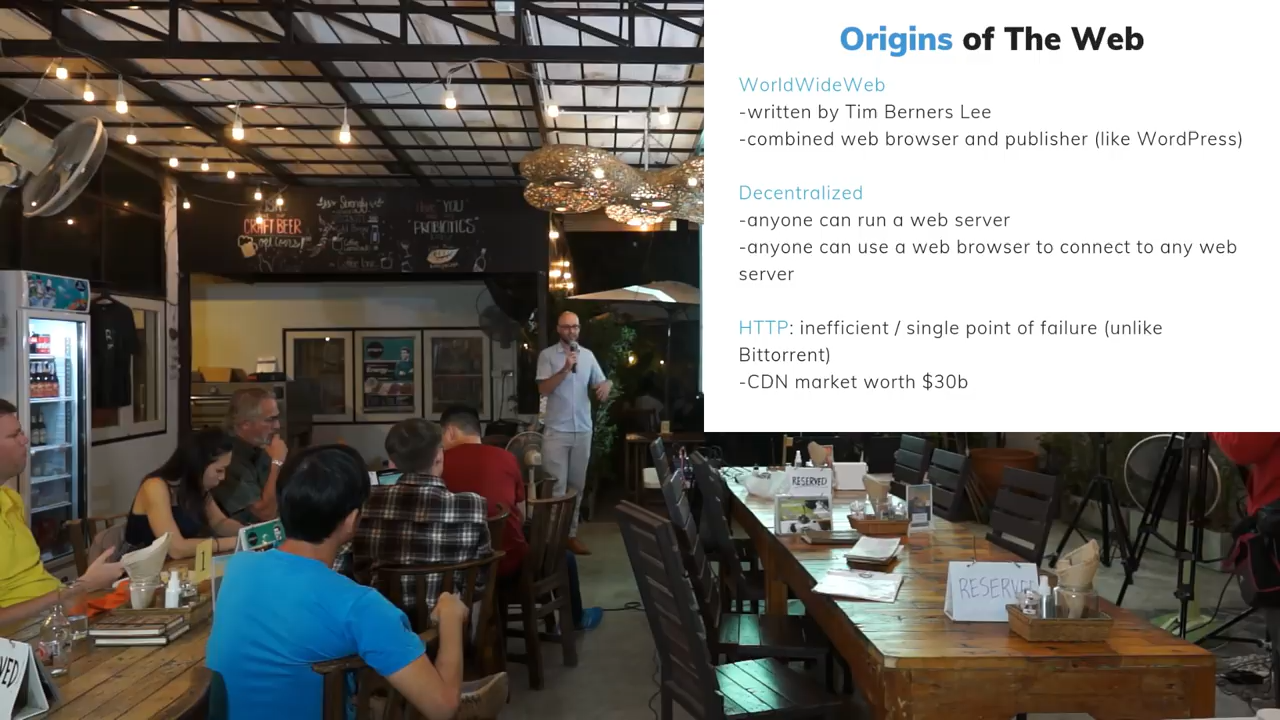 Origins of The Web
WorldWideWeb
-written by Tim Berners Lee
-combined web browser and publisher (like WordPress)
Decentralized
-anyone can run a web server
-anyone can use a web browser to connect to any web
server
HTTP: inefficient / single point of failure (unlike
Bittorrent)
-CDN market worth $30b
CRAFT BEER
"YOU"
PROBIOTICS"
RESERVED
RESERVED
VED